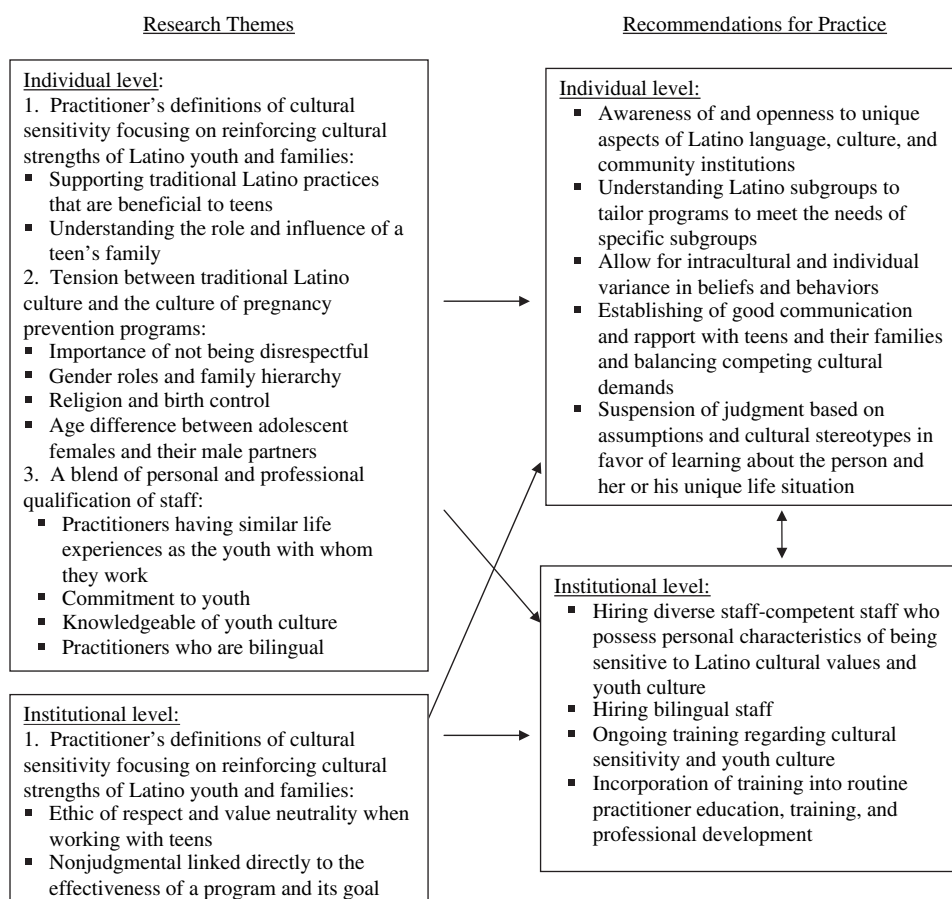 Research Themes
Individual level:
1. Practitioner's definitions of cultural
sensitivity focusing on reinforcing cultural
strengths of Latino youth and families:
▪ Supporting traditional Latino practices
that are beneficial to teens
▪ Understanding the role and influence of a
teen's family
2. Tension between traditional Latino
culture and the culture of pregnancy
prevention programs:
▪ Importance of not being disrespectful
▪ Gender roles and family hierarchy
▪ Religion and birth control
▪ Age difference between adolescent
females and their male partners
3. A blend of personal and professional
qualification of staff:
▪ Practitioners having similar life
experiences as the youth with whom
they work
▪ Commitment to youth
▪ Knowledgeable of youth culture
▪ Practitioners who are bilingual
Institutional level:
1. Practitioner's definitions of cultural
sensitivity focusing on reinforcing cultural
strengths of Latino youth and families:
▪ Ethic of respect and value neutrality when
working with teens
▪ Nonjudgmental linked directly to the
effectiveness of a program and its goal
Recommendations for Practice
Individual level:
▪ Awareness of and openness to unique
aspects of Latino language, culture, and
community institutions
▪ Understanding Latino subgroups to
tailor programs to meet the needs of
specific subgroups
▪ Allow for intracultural and individual
variance in beliefs and behaviors
▪ Establishing of good communication
and rapport with teens and their families
and balancing competing cultural
demands
▪ Suspension of judgment based on
assumptions and cultural stereotypes in
favor of learning about the person and
her or his unique life situation
Institutional level:
▪ Hiring diverse staff-competent staff who
possess personal characteristics of being
sensitive to Latino cultural values and
youth culture
▪ Hiring bilingual staff
▪ Ongoing training regarding cultural
sensitivity and youth culture
▪ Incorporation of training into routine
practitioner education, training, and
professional development